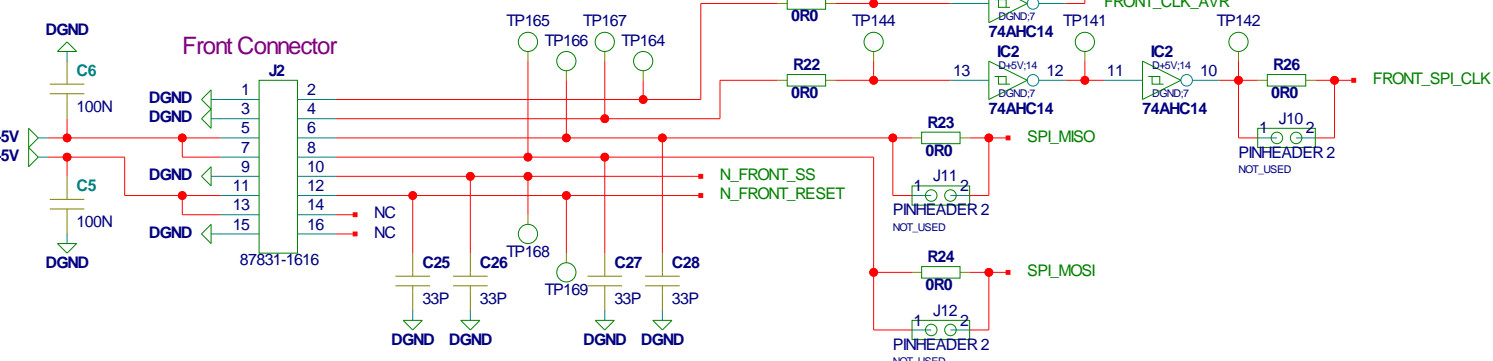 FRONT_CLK_AVR
0R0
DGND;7
74AHC14
TP165 TP167 TP144 TP141 TP142
TP166 TP164
DGND
Front Connector
C6
100N
J2
R22
0R0
13 IC2 12
D+5V;14
DGND;7
74AHC14
11 IC2 10
D+5V;14
DGND;7
74AHC14
R26
0R0
FRONT_SPI_CLK
J10
1 2
PINHEADER 2
NOT_USED
DGND 1 2
DGND 3 4
5V 5 6
5V 7 8
DGND 9 10
11 12
13 14 NC
DGND 15 16 NC
87831-1616
R23
0R0
SPI_MISO
J11
1 2
PINHEADER 2
NOT_USED
N_FRONT_SS
N_FRONT_RESET
C5
100N
DGND
TP168
TP169
C25 C26 C27 C28
33P 33P 33P 33P
DGND DGND DGND DGND
R24
0R0
SPI_MOSI
J12
1 2
PINHEADER 2
NOT_USED